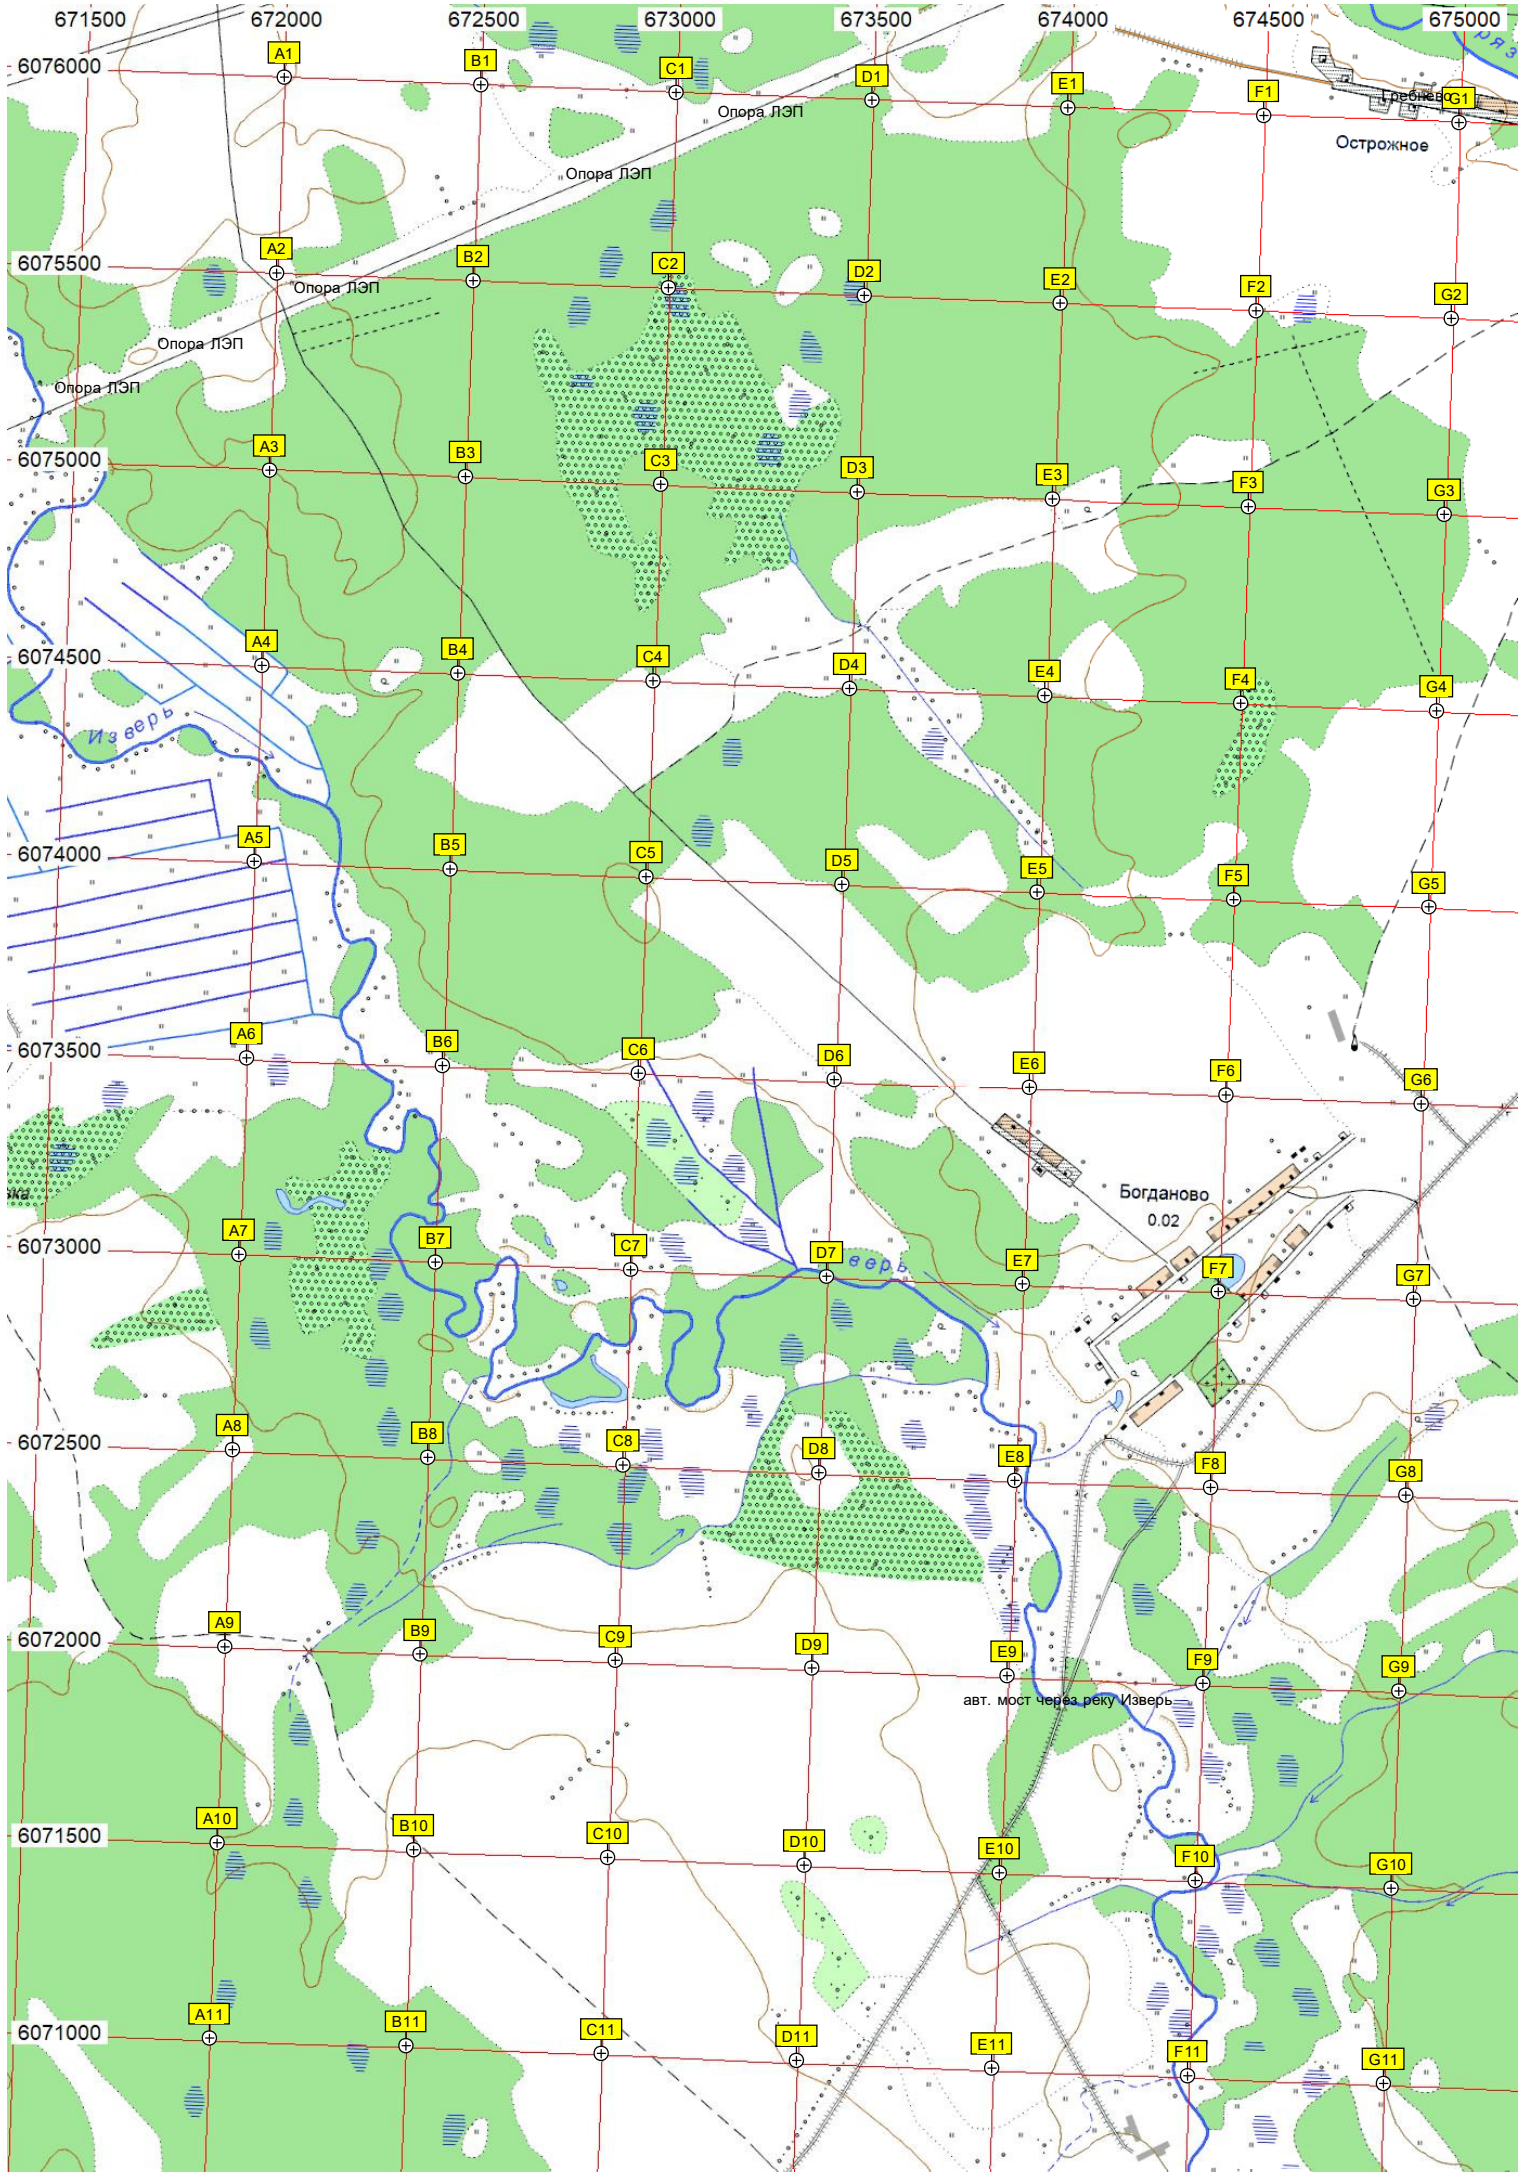 671500 672000 672500 673000 673500 674000 674500 675000
6076000
A1 B1 C1 D1 E1 F1 G1
Опора ЛЭП
Гребнево
Острожное
Опора ЛЭП
6075500
A2 B2 C2 D2 E2 F2 G2
Опора ЛЭП
Опора ЛЭП
Опора ЛЭП
6075000
A3 B3 C3 D3 E3 F3 G3
6074500
A4 B4 C4 D4 E4 F4 G4
Изверь
6074000
A5 B5 C5 D5 E5 F5 G5
6073500
A6 B6 C6 D6 E6 F6 G6
Богданово
0.02
6073000
A7 B7 C7 D7 E7 F7 G7
верь
6072500
A8 B8 C8 D8 E8 F8 G8
6072000
A9 B9 C9 D9 E9 F9 G9
авт. мост через реку Изверь
6071500
A10 B10 C10 D10 E10 F10 G10
6071000
A11 B11 C11 D11 E11 F11 G11